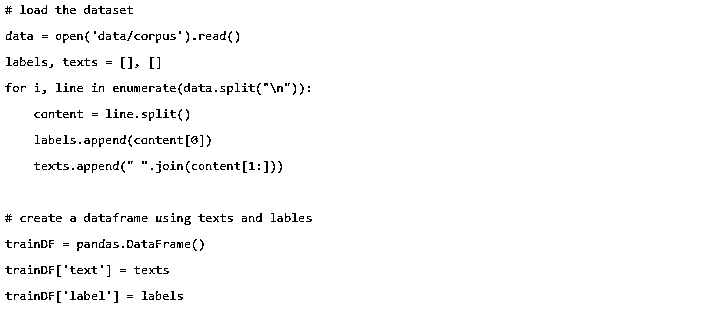 # load the dataset
data = open('data/corpus').read()
labels, texts = [], []
for i, line in enumerate(data.split("\n")):
    content = line.split()
    labels.append(content[0])
    texts.append(" ".join(content[1:]))

# create a dataframe using texts and lables
trainDF = pandas.DataFrame()
trainDF['text'] = texts
trainDF['label'] = labels